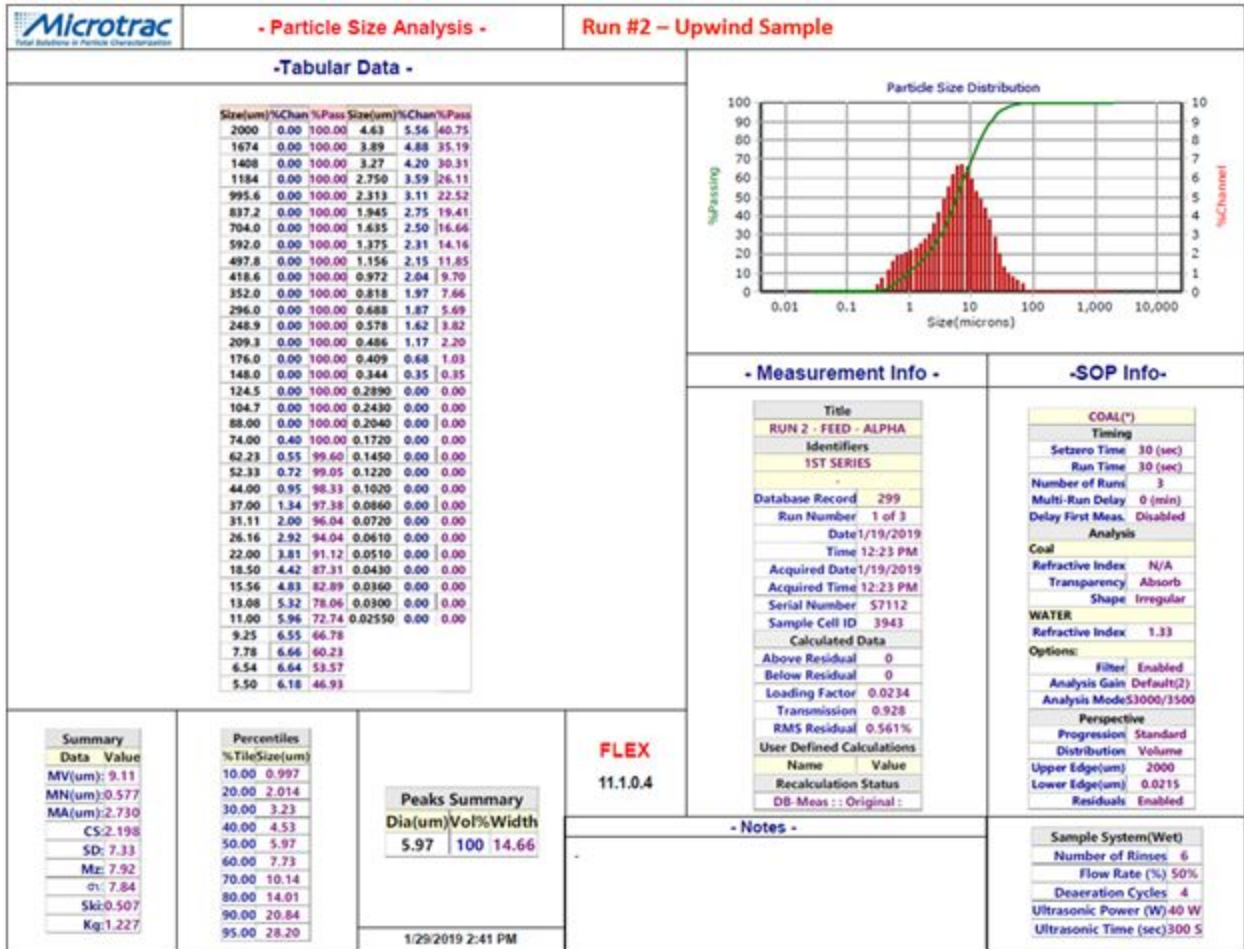 Microtrac
Total Solutions in Particle Characterization
- Particle Size Analysis -
Run #2 – Upwind Sample
-Tabular Data -
Size(um) %Chan %Pass Size(um) %Chan %Pass
2000 0.00 100.00 4.63 5.56 40.75
1674 0.00 100.00 3.89 4.88 35.19
1408 0.00 100.00 3.27 4.20 30.31
1184 0.00 100.00 2.750 3.59 26.11
995.6 0.00 100.00 2.313 3.11 22.52
837.2 0.00 100.00 1.945 2.75 19.41
704.0 0.00 100.00 1.635 2.50 16.66
592.0 0.00 100.00 1.375 2.31 14.16
497.8 0.00 100.00 1.156 2.15 11.85
418.6 0.00 100.00 0.972 2.04 9.70
352.0 0.00 100.00 0.818 1.97 7.66
296.0 0.00 100.00 0.688 1.87 5.69
248.9 0.00 100.00 0.578 1.62 3.82
209.3 0.00 100.00 0.486 1.17 2.20
176.0 0.00 100.00 0.409 0.68 1.03
148.0 0.00 100.00 0.344 0.35 0.35
124.5 0.00 100.00 0.2890 0.00 0.00
104.7 0.00 100.00 0.2430 0.00 0.00
88.00 0.00 100.00 0.2040 0.00 0.00
74.00 0.40 100.00 0.1720 0.00 0.00
62.23 0.55 99.60 0.1450 0.00 0.00
52.33 0.72 99.05 0.1220 0.00 0.00
44.00 0.95 98.33 0.1020 0.00 0.00
37.00 1.34 97.38 0.0860 0.00 0.00
31.11 2.00 96.04 0.0720 0.00 0.00
26.16 2.92 94.04 0.0610 0.00 0.00
22.00 3.81 91.12 0.0510 0.00 0.00
18.50 4.42 87.31 0.0430 0.00 0.00
15.56 4.83 82.89 0.0360 0.00 0.00
13.08 5.32 78.06 0.0300 0.00 0.00
11.00 5.96 72.74 0.02550 0.00 0.00
9.25 6.55 66.78
7.78 6.66 60.23
6.54 6.64 53.57
5.50 6.18 46.93
Particle Size Distribution
%Passing
100
90
80
70
60
50
40
30
20
10
0
%Channel
10
9
8
7
6
5
4
3
2
1
0
0.01 0.1 1 10 100 1,000 10,000
Size(microns)
- Measurement Info -
Title
RUN 2 - FEED - ALPHA
Identifiers
1ST SERIES
-
Database Record 299
Run Number 1 of 3
Date 1/19/2019
Time 12:23 PM
Acquired Date 1/19/2019
Acquired Time 12:23 PM
Serial Number S7112
Sample Cell ID 3943
Calculated Data
Above Residual 0
Below Residual 0
Loading Factor 0.0234
Transmission 0.928
RMS Residual 0.561%
User Defined Calculations
Name Value
Recalculation Status
DB-Meas : : Original :
-SOP Info-
COAL(*)
Timing
Setzero Time 30 (sec)
Run Time 30 (sec)
Number of Runs 3
Multi-Run Delay 0 (min)
Delay First Meas. Disabled
Analysis
Coal
Refractive Index N/A
Transparency Absorb
Shape Irregular
WATER
Refractive Index 1.33
Options:
Filter Enabled
Analysis Gain Default(2)
Analysis Mode S3000/3500
Perspective
Progression Standard
Distribution Volume
Upper Edge(um) 2000
Lower Edge(um) 0.0215
Residuals Enabled
Summary
Data Value
MV(um): 9.11
MN(um): 0.577
MA(um): 2.730
CS: 2.198
SD: 7.33
Mz: 7.92
σı: 7.84
Ski: 0.507
Kg: 1.227
Percentiles
%Tile Size(um)
10.00 0.997
20.00 2.014
30.00 3.23
40.00 4.53
50.00 5.97
60.00 7.73
70.00 10.14
80.00 14.01
90.00 20.84
95.00 28.20
Peaks Summary
Dia(um) Vol% Width
5.97 100 14.66
1/29/2019 2:41 PM
FLEX
11.1.0.4
- Notes -
-
Sample System(Wet)
Number of Rinses 6
Flow Rate (%) 50%
Deaeration Cycles 4
Ultrasonic Power (W) 40 W
Ultrasonic Time (sec) 300 S